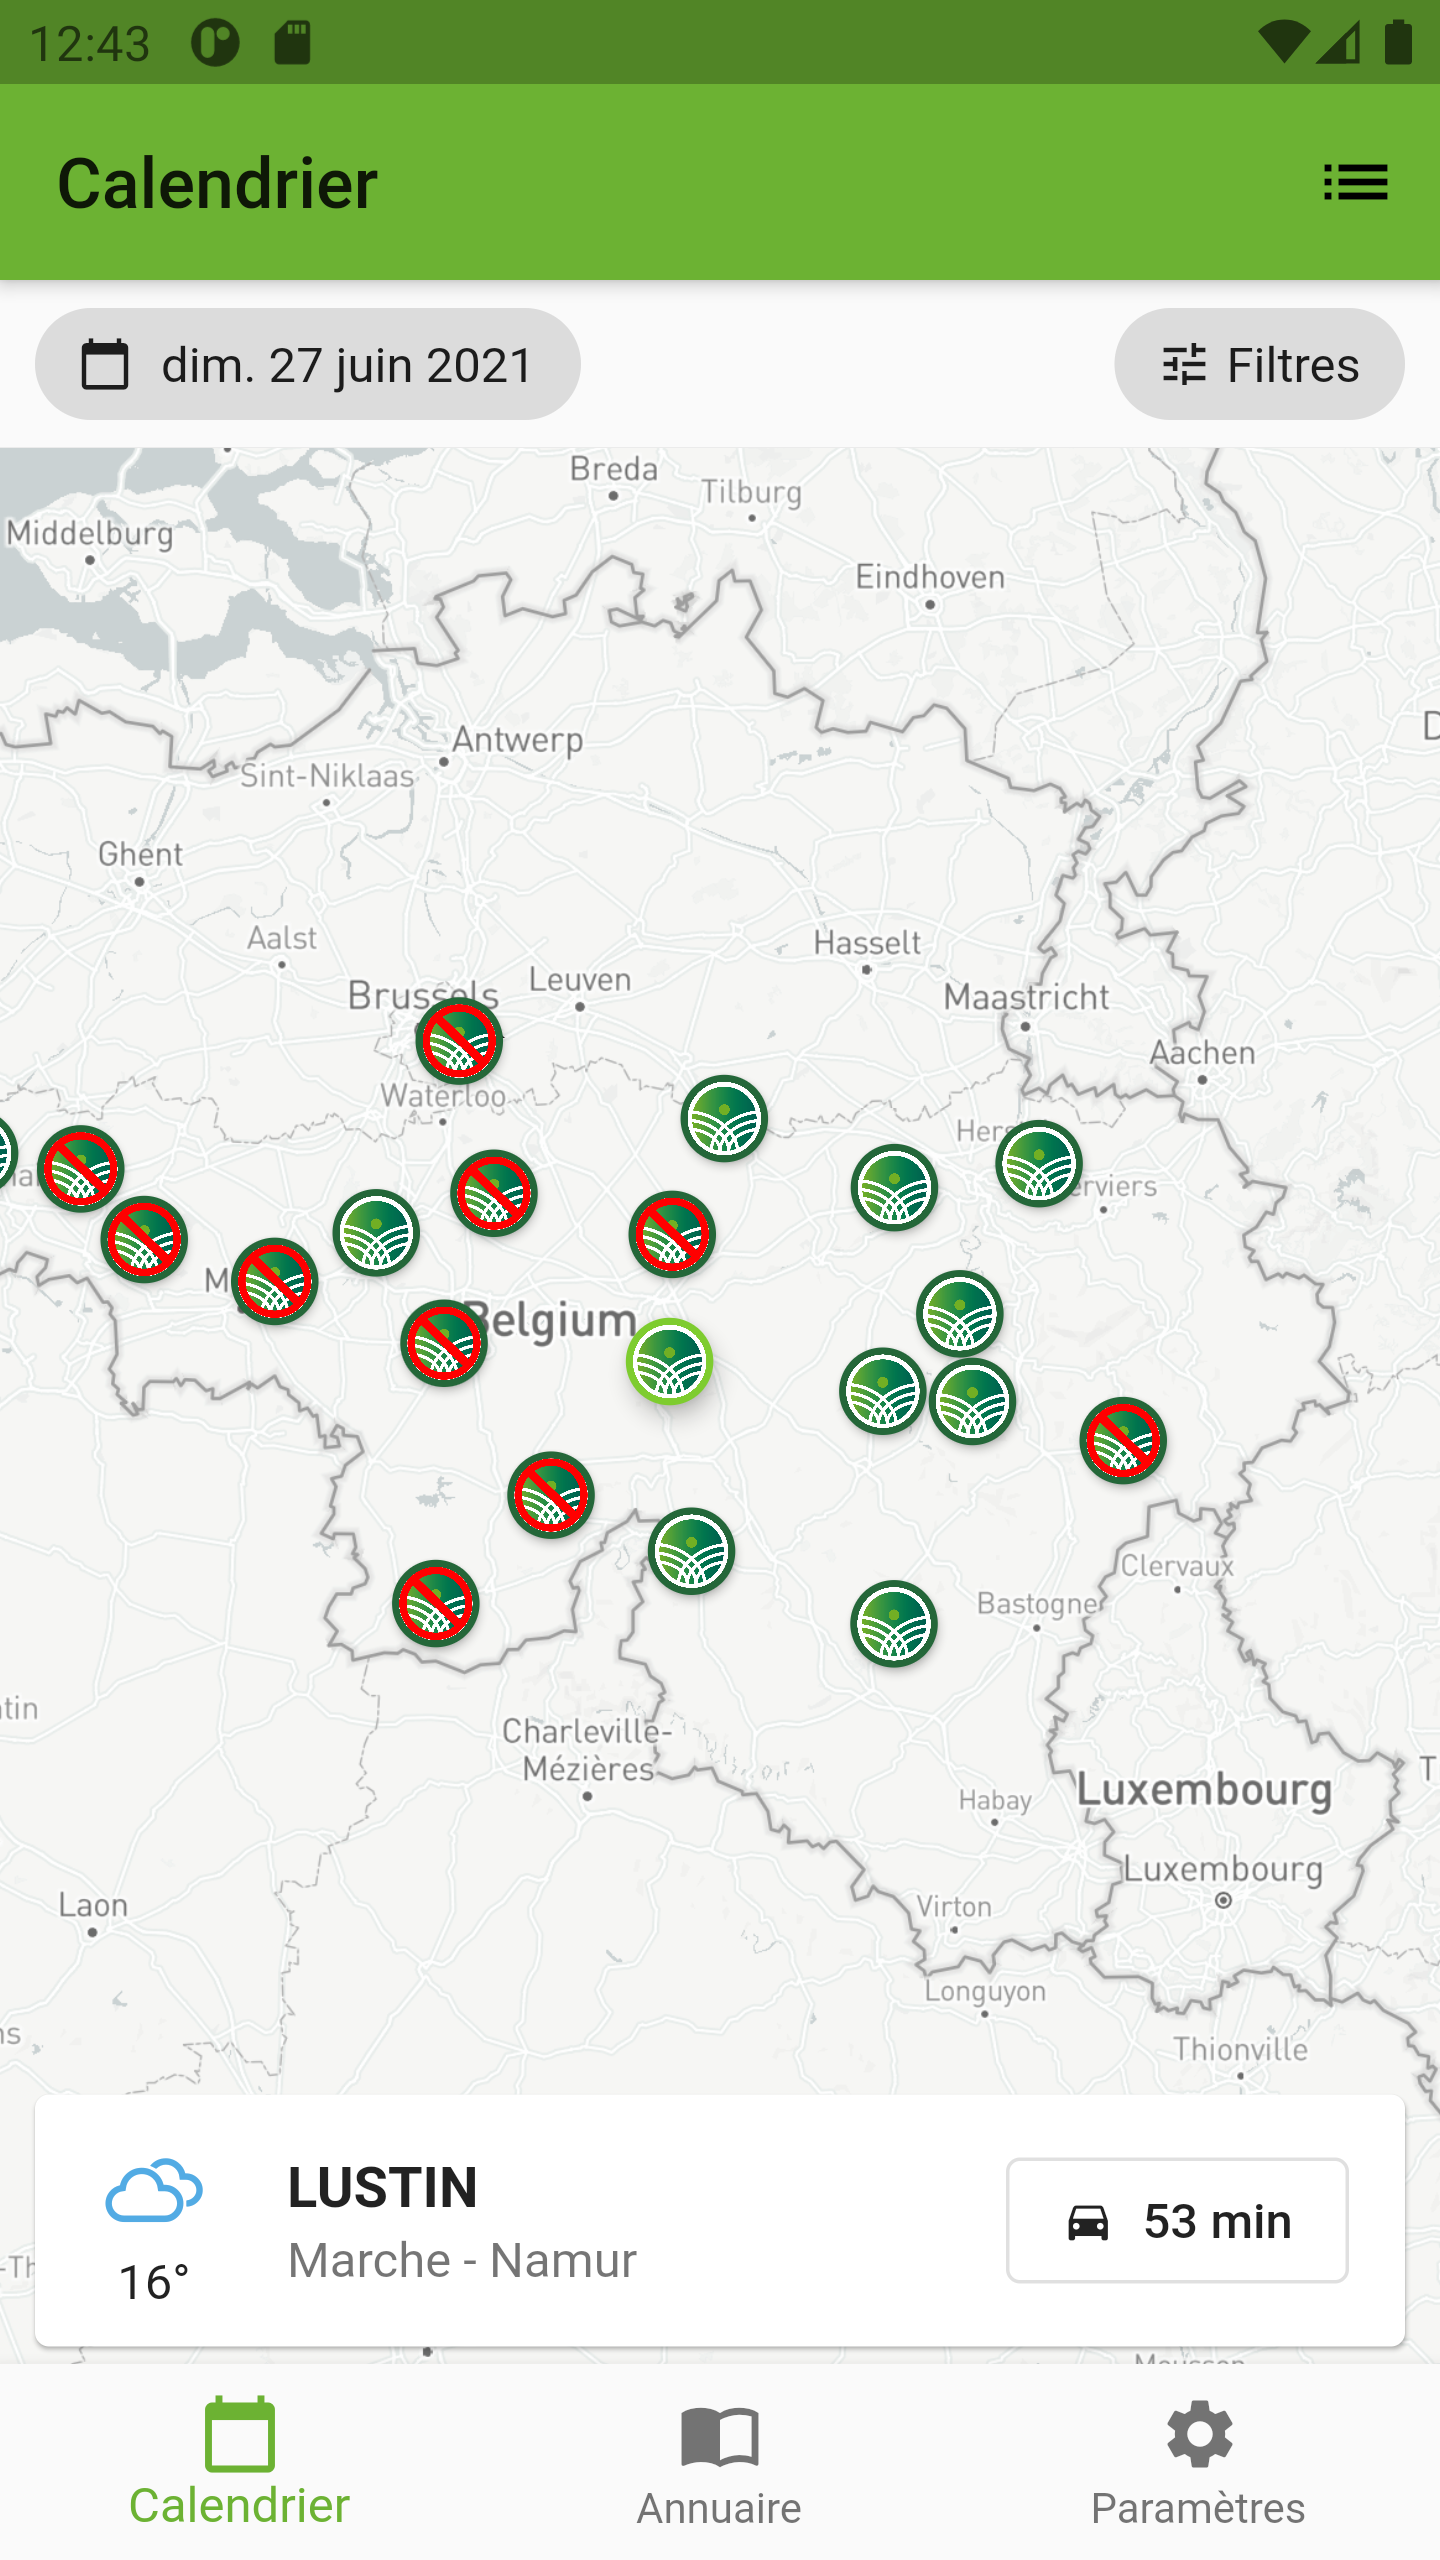 12:43
Calendrier
dim. 27 juin 2021
Filtres
Breda
Tilburg
Middelburg
Eindhoven
Antwerp
Sint-Niklaas
Ghent
Aalst
Hasselt
Brussels
Leuven
Maastricht
Aachen
Waterloo
Belgium
Clervaux
Bastogne
Charleville-
Mézières
Luxembourg
Habay
Luxembourg
Laon
Virton
Longuyon
Thionville
LUSTIN
Marche - Namur
16°
53 min
Calendrier
Annuaire
Paramètres